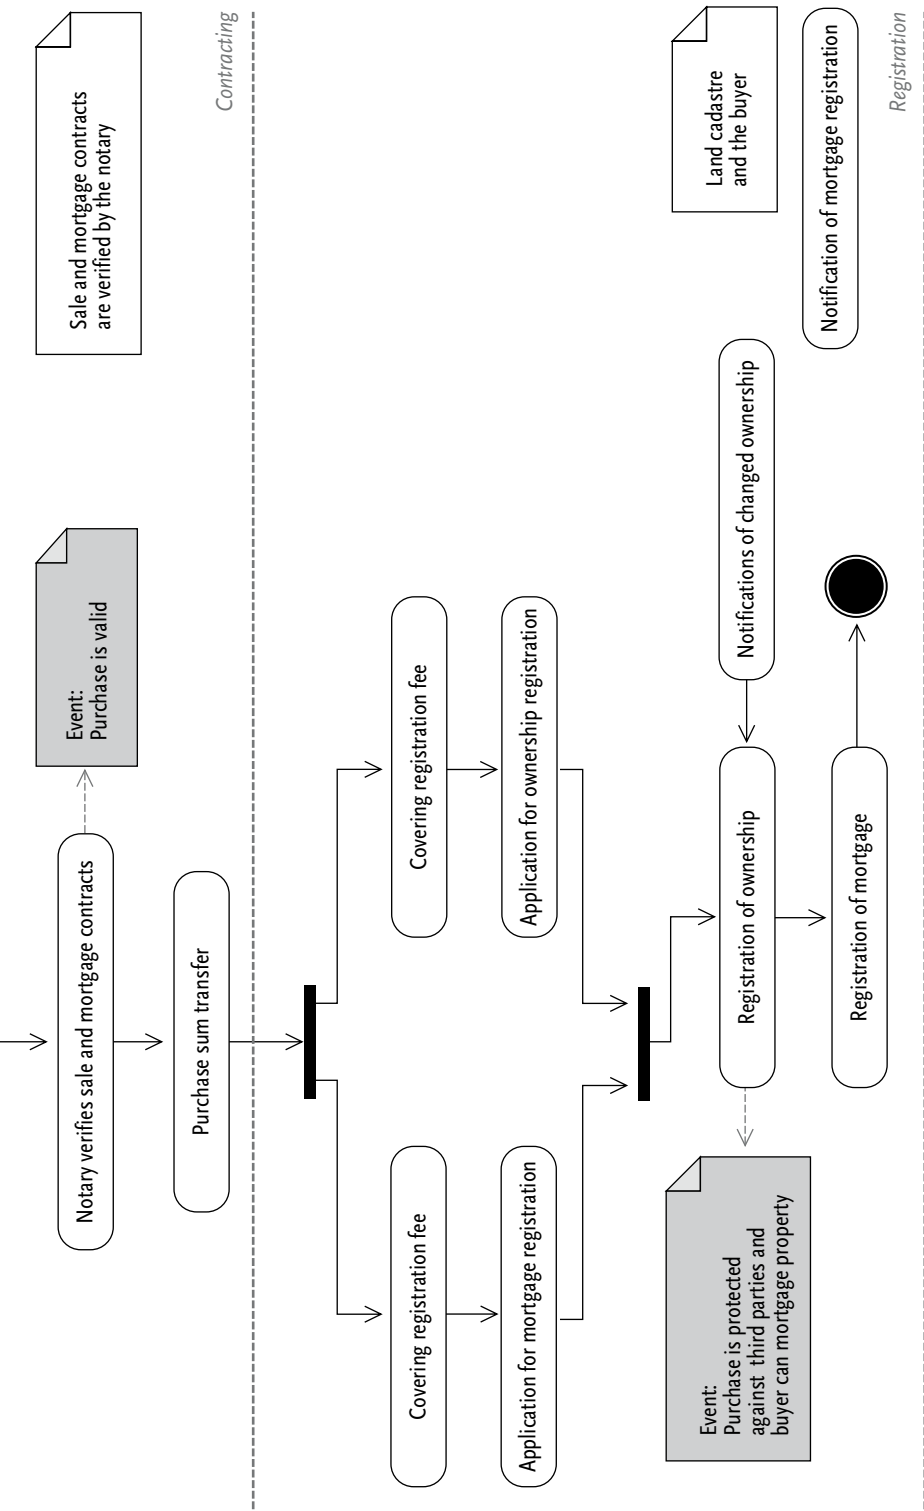 Sale and mortgage contracts
are verified by the notary
Contracting
Event:
Purchase is valid
Notary verifies sale and mortgage contracts
Purchase sum transfer
Covering registration fee
Application for ownership registration
Covering registration fee
Application for mortgage registration
Land cadastre
and the buyer
Notification of mortgage registration
Registration
Notifications of changed ownership
Registration of ownership
Registration of mortgage
Event:
Purchase is protected
against third parties and
buyer can mortgage property